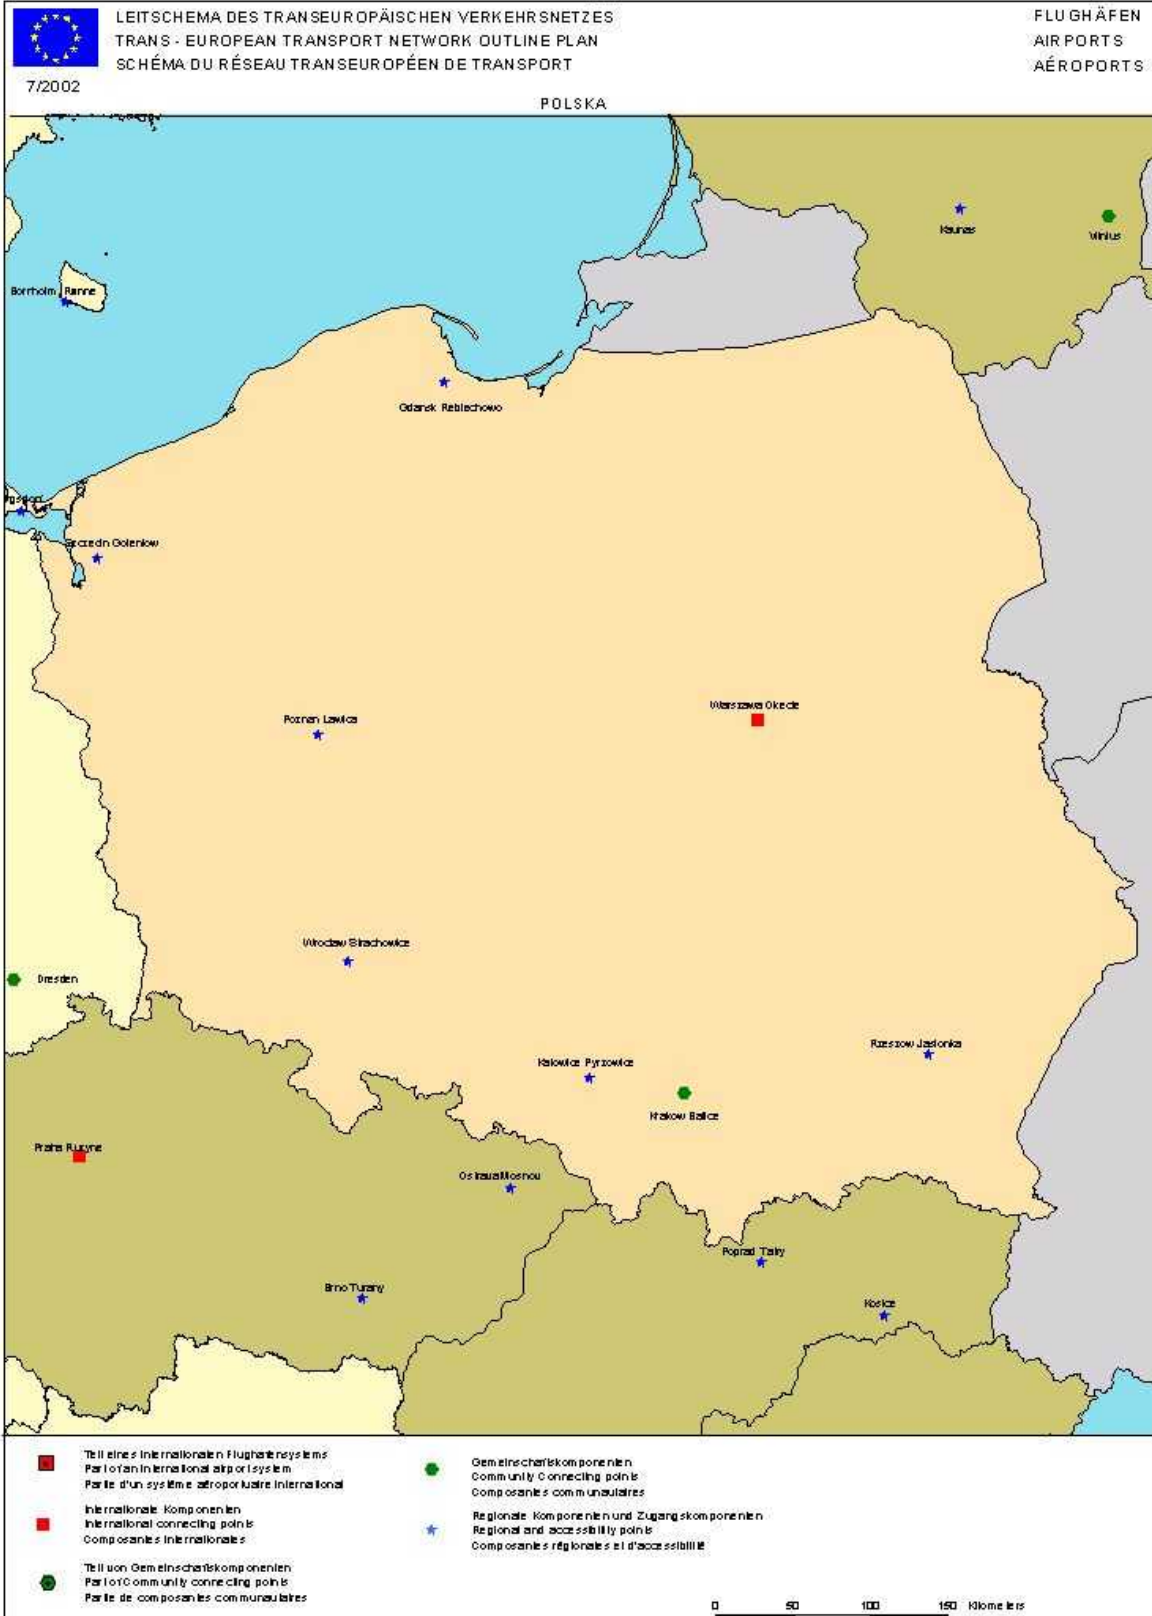 LEITSCHEMA DES TRANSEUROPÄISCHEN VERKEHRSNETZES
TRANS - EUROPEAN TRANSPORT NETWORK OUTLINE PLAN
SCHÉMA DU RÉSEAU TRANSEUROPÉEN DE TRANSPORT
FLUGHÄFEN
AIRPORTS
AÉROPORTS
7/2002
POLSKA
Kaunas
Vilnius
Bornholm Rønne
Gdansk Rebiechowo
Szczecin Goleniow
Poznan Lawica
Warszawa Okecie
Wroclaw Strachowice
Dresden
Rzeszow Jasionka
Katowice Pyrzowice
Krakow Balice
Praha Ruzyne
Ostrava Mosnov
Poprad Tatry
Brno Turany
Kosice
Teil eines internationalen Flughafensystems
Part of an international airport system
Partie d'un système aéroportuaire international
Internationale Komponenten
International connecting points
Composantes internationales
Teil von Gemeinschaftskomponenten
Part of Community connecting points
Partie de composantes communautaires
Gemeinschaftskomponenten
Community Connecting points
Composantes communautaires
Regionale Komponenten und Zugangskomponenten
Regional and accessibility points
Composantes régionales et d'accessibilité
0 50 100 150 Kilometers